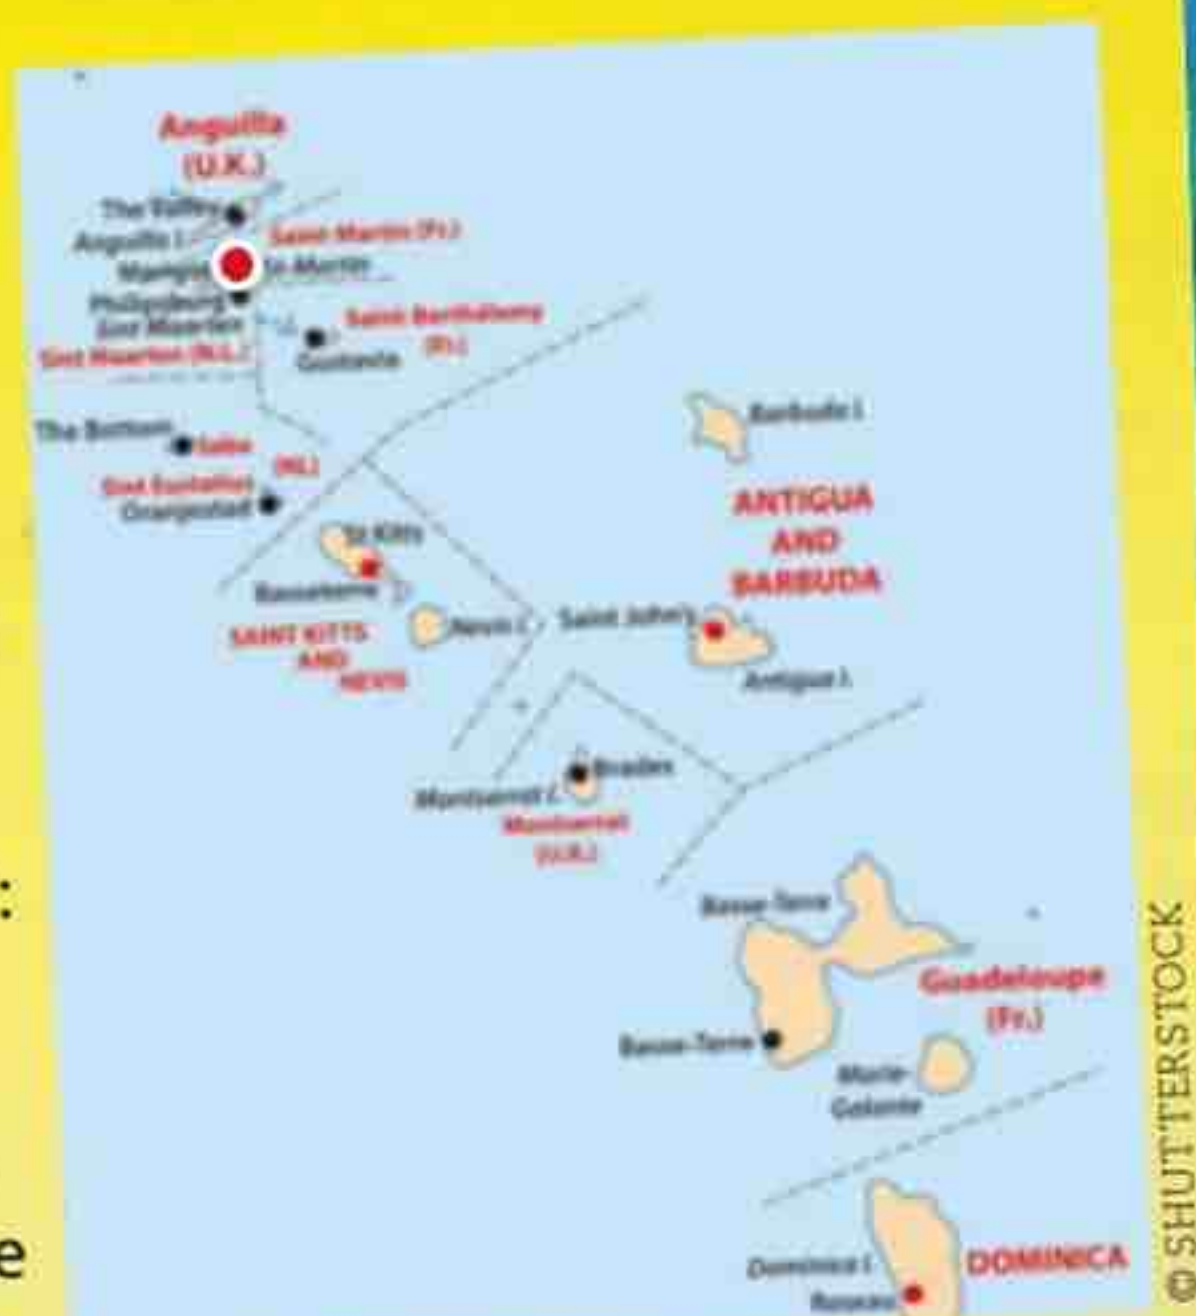 Anguilla
(U.K.)
The Valley
Anguilla I.
Saint-Martin (Fr.)
St-Martin
Philipsburg
Sint Maarten
Sint Maarten (N.L.)
Saint-Barthélemy
(Fr.)
Gustavia
The Bottom
Saba
(NL)
Sint Eustatius
Oranjestad
Barbuda I.
ANTIGUA
AND
BARBUDA
St Kitts
Basseterre
SAINT KITTS
AND
NEVIS
Nevis I.
Saint John's
Antigua I.
Brades
Montserrat I.
Montserrat
(U.K.)
Basse-Terre
Guadeloupe
(Fr.)
Basse-Terre
Marie-
Galante
Dominica I.
DOMINICA
Roseau
:
e
© SHUTTERSTOCK